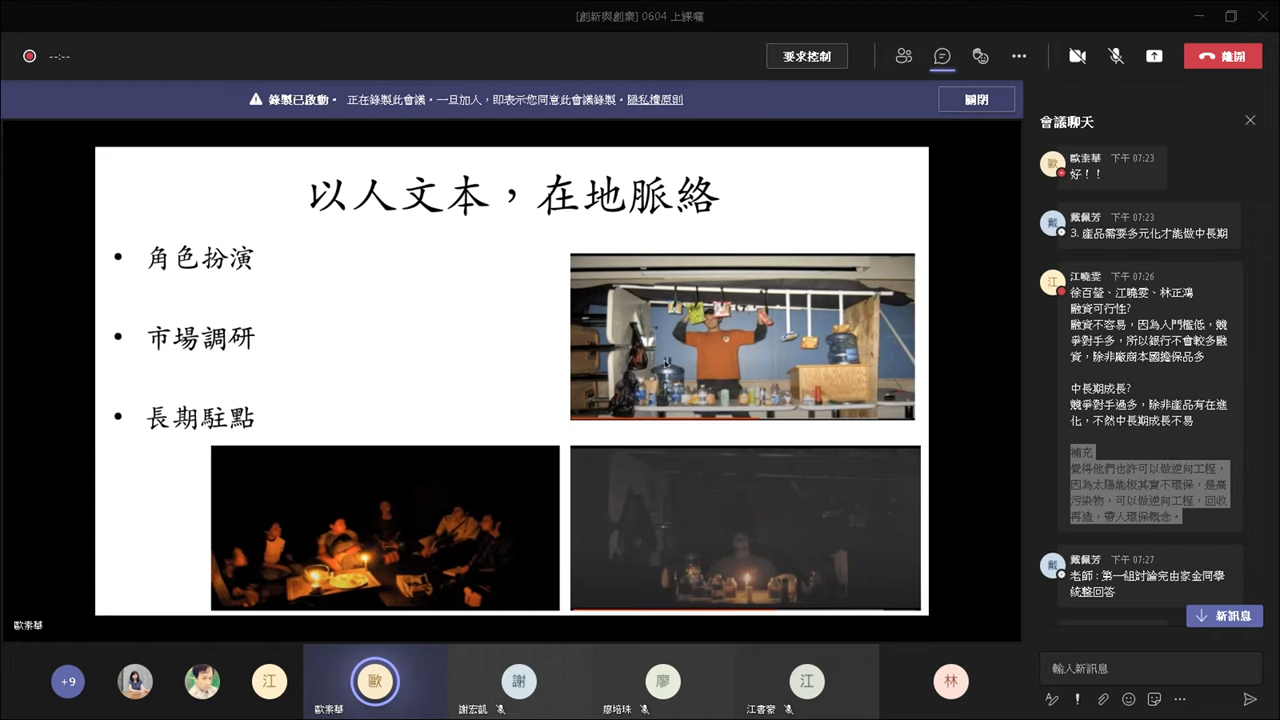 [創新與創業] 0604 上課囉
--:--
要求控制
離開
錄製已啟動。 正在錄製此會議。一旦加入，即表示您同意此會議錄製。隱私權原則
關閉
以人文本，在地脈絡
• 角色扮演
• 市場調研
• 長期駐點
歐素華
會議聊天
歐
歐素華 下午 07:23
好！！
戴
戴佩芳 下午 07:23
3. 產品需要多元化才能做中長期
江
江曉雯 下午 07:26
徐百瑩、江曉雯、林正鴻
融資可行性?
融資不容易，因為入門檻低，競
爭對手多，所以銀行不會較多融
資，除非廠商本國擔保品多
中長期成長?
競爭對手過多，除非產品有在進
化，不然中長期成長不易
補充
覺得他們也許可以做逆向工程，
因為太陽能板其實不環保，是高
污染物，可以做逆向工程，回收
再造，帶入環保概念。
戴
戴佩芳 下午 07:27
老師 : 第一組討論完由家金同學
統整回答
新訊息
輸入新訊息
+9
江
歐
歐素華
謝
謝宏凱
廖
廖培珠
江
江書豪
林